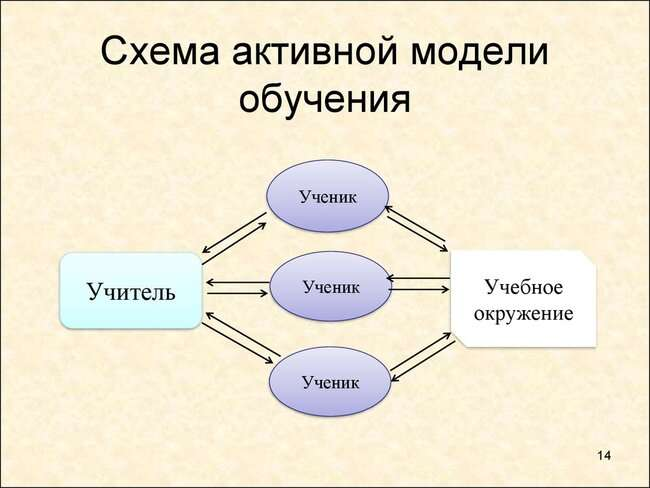 Схема активной модели
обучения
Ученик
Учитель
Ученик
Учебное
окружение
Ученик
14